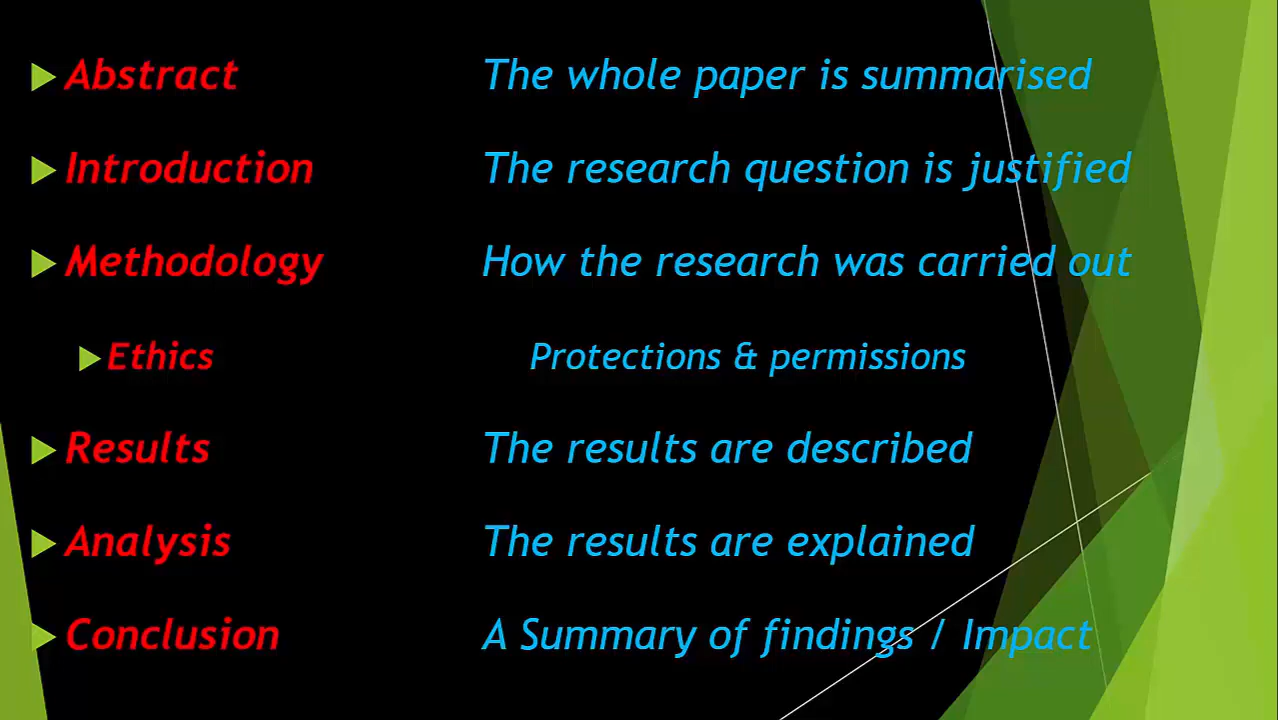 Abstract The whole paper is summarised
Introduction The research question is justified
Methodology How the research was carried out
Ethics Protections & permissions
Results The results are described
Analysis The results are explained
Conclusion A Summary of findings / Impact